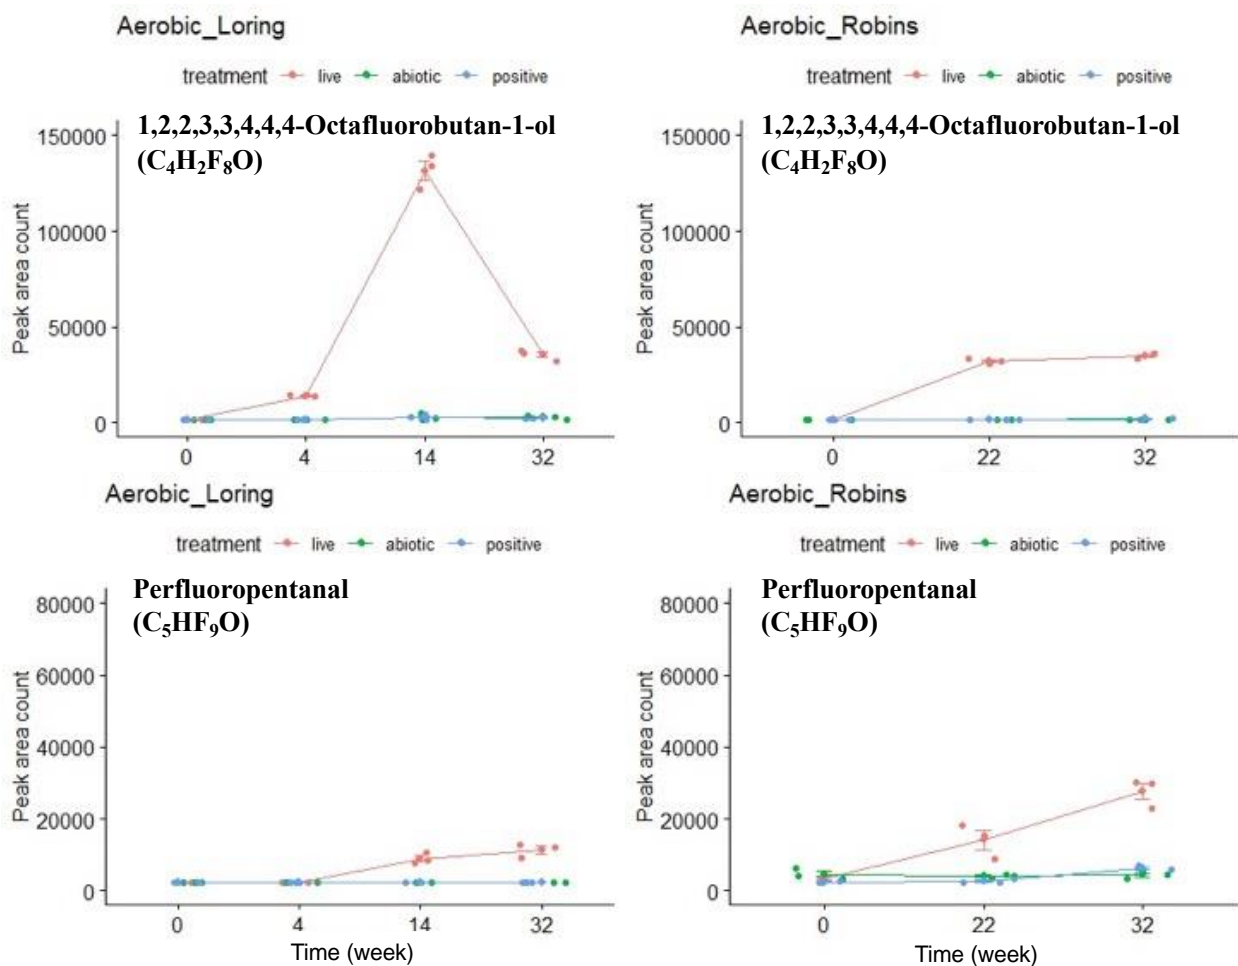 Aerobic_Loring
treatment live abiotic positive
1,2,2,3,3,4,4,4-Octafluorobutan-1-ol
(C₄H₂F₈O)
Peak area count
150000
100000
50000
0
0 4 14 32
Aerobic_Robins
treatment live abiotic positive
1,2,2,3,3,4,4,4-Octafluorobutan-1-ol
(C₄H₂F₈O)
Peak area count
150000
100000
50000
0
0 22 32
Aerobic_Loring
treatment live abiotic positive
Perfluoropentanal
(C₅HF₉O)
Peak area count
80000
60000
40000
20000
0
0 4 14 32
Time (week)
Aerobic_Robins
treatment live abiotic positive
Perfluoropentanal
(C₅HF₉O)
Peak area count
80000
60000
40000
20000
0
0 22 32
Time (week)